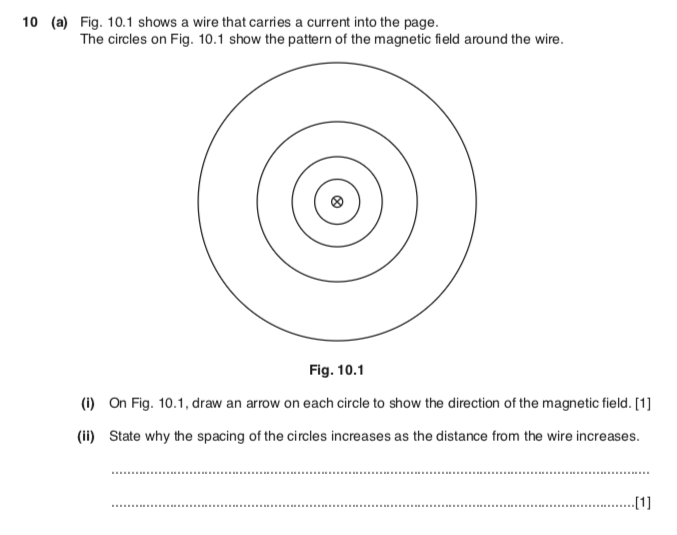 10 (a) Fig. 10.1 shows a wire that carries a current into the page.
The circles on Fig. 10.1 show the pattern of the magnetic field around the wire.
Fig. 10.1
(i) On Fig. 10.1, draw an arrow on each circle to show the direction of the magnetic field. [1]
(ii) State why the spacing of the circles increases as the distance from the wire increases.
..........................................................................................................................................
......................................................................................................................................[1]